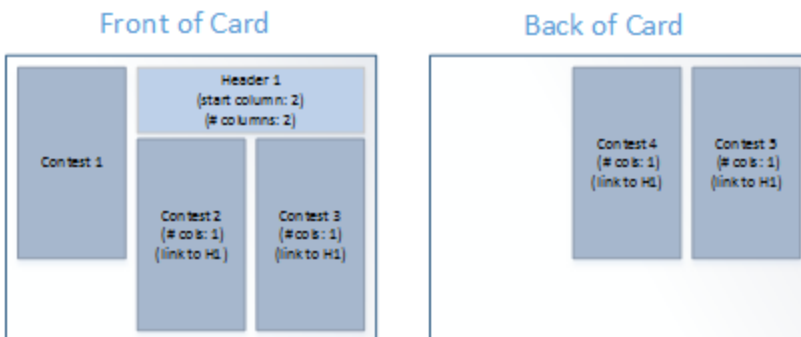 Front of Card
Back of Card
Header 1
(start column: 2)
(# columns: 2)
Contest 1
Contest 2
(# cols: 1)
(link to H1)
Contest 3
(# cols: 1)
(link to H1)
Contest 4
(# cols: 1)
(link to H1)
Contest 5
(# cols: 1)
(link to H1)